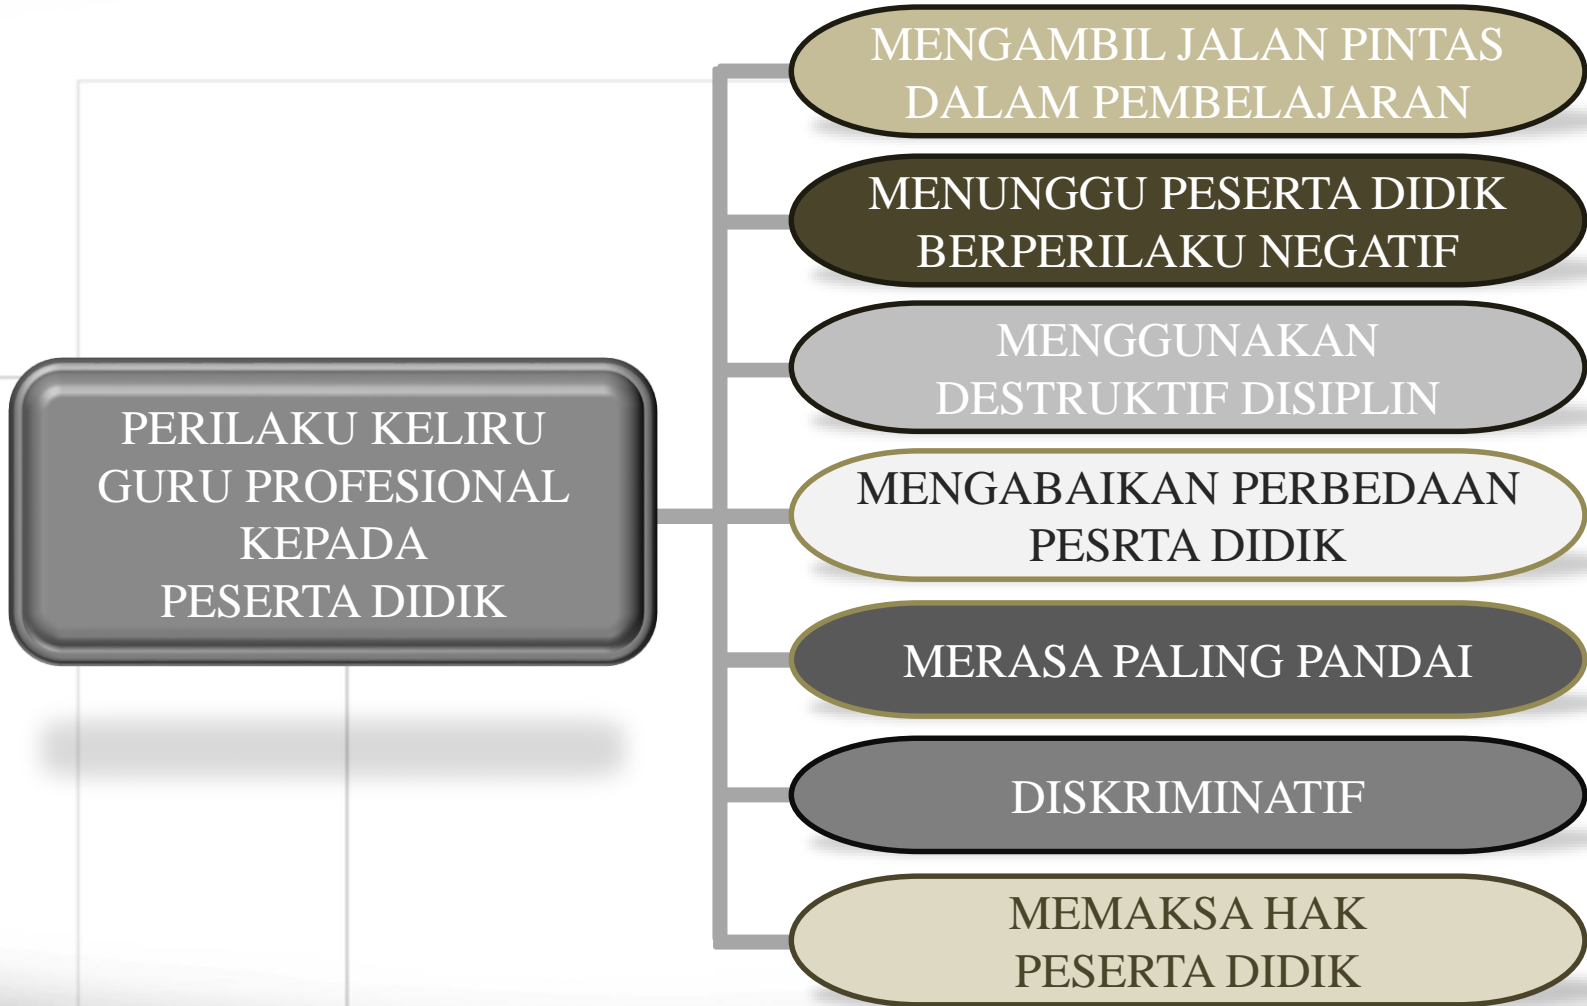 PERILAKU KELIRU
GURU PROFESIONAL
KEPADA
PESERTA DIDIK
MENGAMBIL JALAN PINTAS
DALAM PEMBELAJARAN
MENUNGGU PESERTA DIDIK
BERPERILAKU NEGATIF
MENGGUNAKAN
DESTRUKTIF DISIPLIN
MENGABAIKAN PERBEDAAN
PESRTA DIDIK
MERASA PALING PANDAI
DISKRIMINATIF
MEMAKSA HAK
PESERTA DIDIK